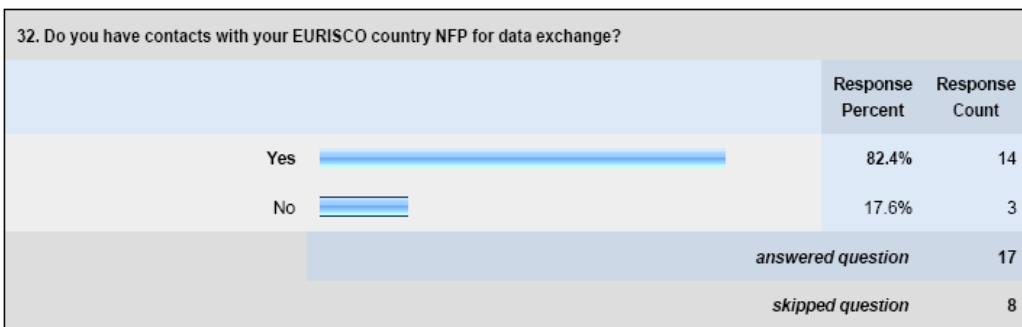 32. Do you have contacts with your EURISCO country NFP for data exchange?
Response Percent Response Count
Yes 82.4% 14
No 17.6% 3
answered question 17
skipped question 8